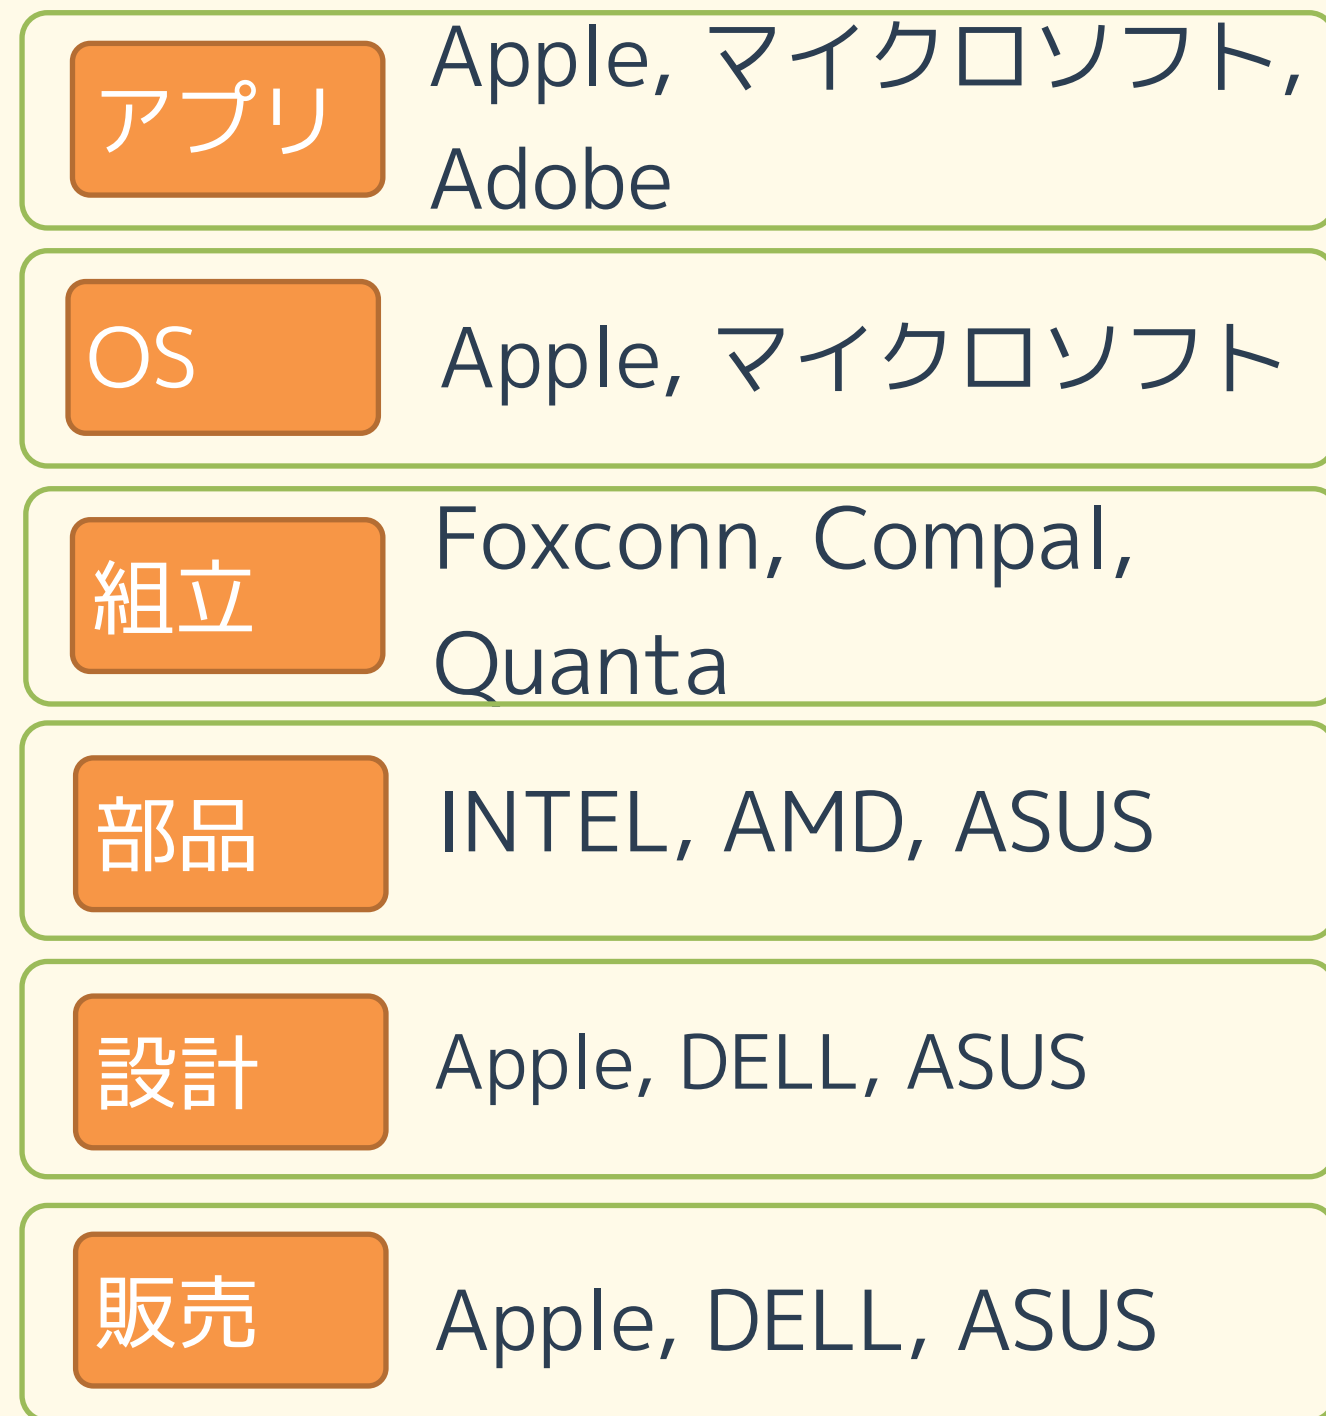 アプリ
Apple, マイクロソフト,
Adobe
OS
Apple, マイクロソフト
組立
Foxconn, Compal,
Quanta
部品
INTEL, AMD, ASUS
設計
Apple, DELL, ASUS
販売
Apple, DELL, ASUS